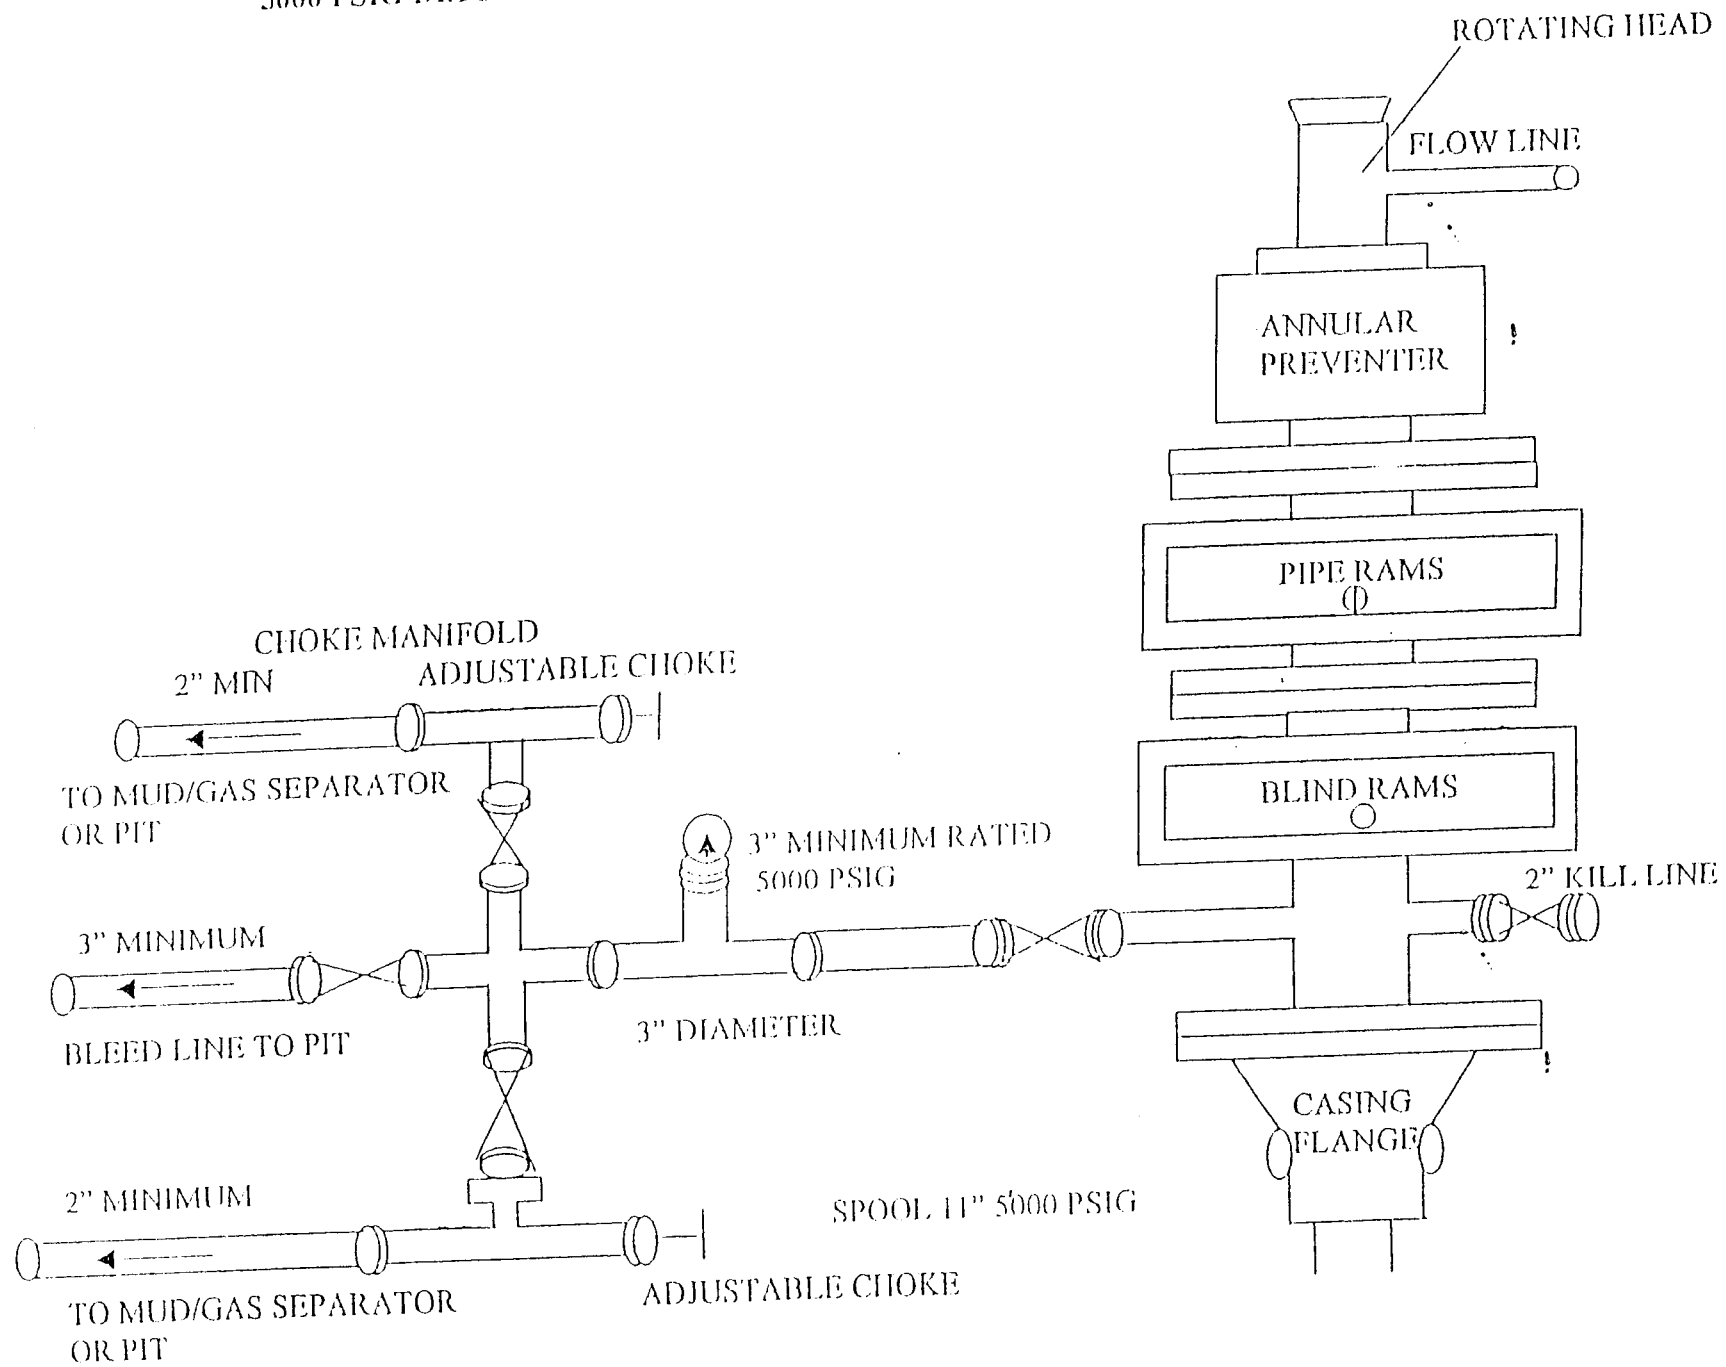 ROTATING HEAD
FLOW LINE
ANNULAR
PREVENTER
PIPE RAMS
CHOKE MANIFOLD
ADJUSTABLE CHOKE
2" MIN
TO MUD/GAS SEPARATOR
OR PIT
BLIND RAMS
3" MINIMUM RATED
5000 PSIG
2" KILL LINE
3" MINIMUM
BLEED LINE TO PIT
3" DIAMETER
CASING
FLANGE
2" MINIMUM
SPOOL 11" 5000 PSIG
TO MUD/GAS SEPARATOR
OR PIT
ADJUSTABLE CHOKE